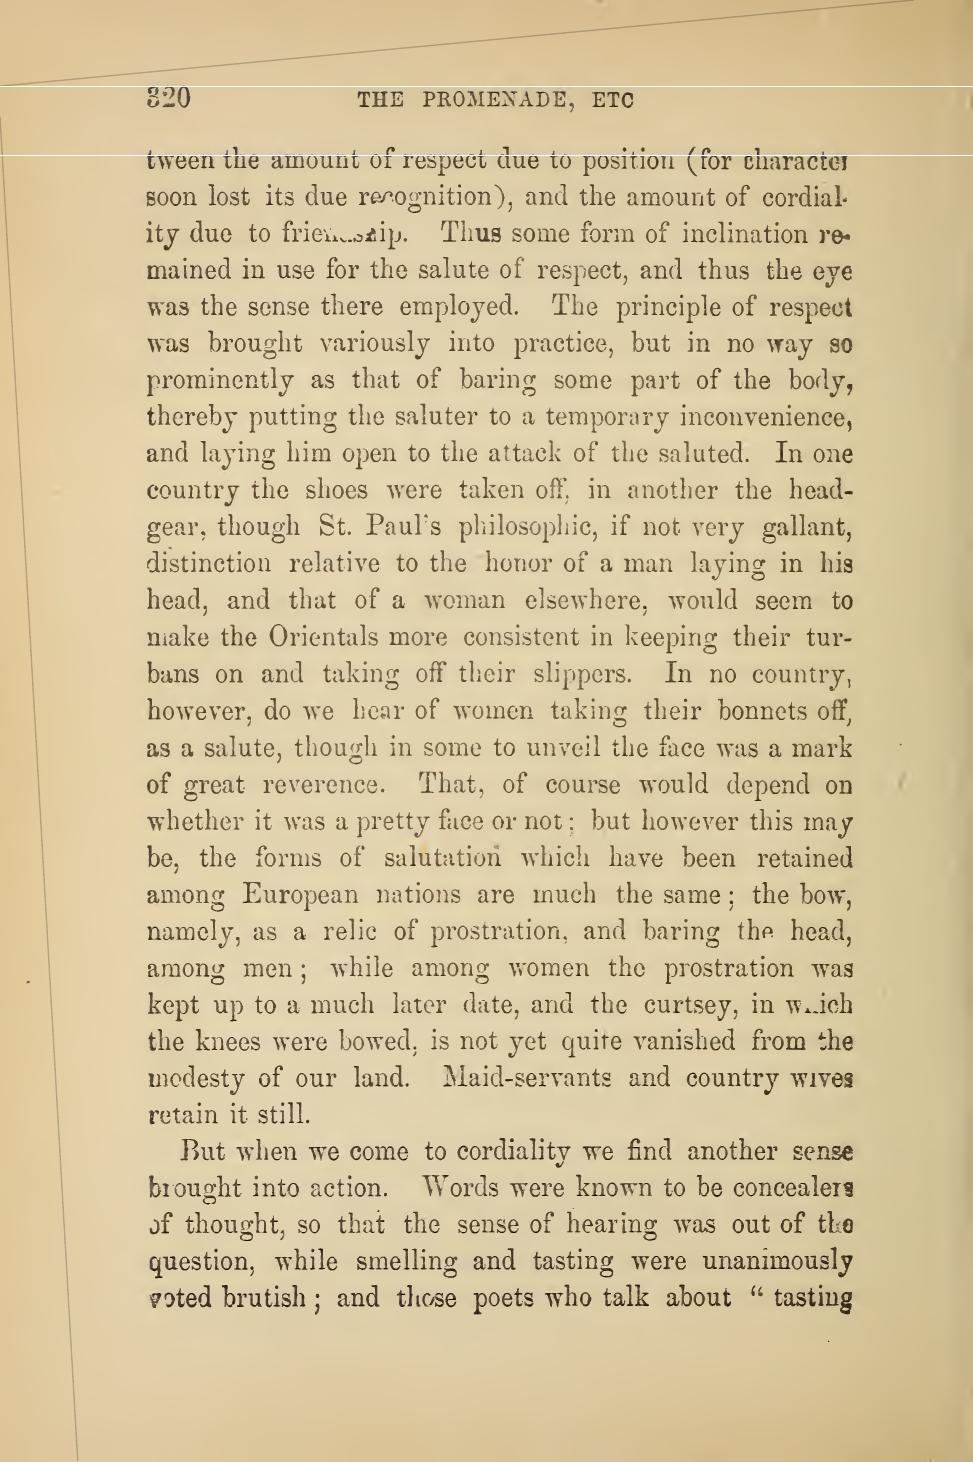 320 THE PROMENADE, ETC
tween the amount of respect due to position (for character
soon lost its due recognition), and the amount of cordial-
ity due to friendship. Thus some form of inclination re-
mained in use for the salute of respect, and thus the eye
was the sense there employed. The principle of respect
was brought variously into practice, but in no way so
prominently as that of baring some part of the body,
thereby putting the saluter to a temporary inconvenience,
and laying him open to the attack of the saluted. In one
country the shoes were taken off, in another the head-
gear, though St. Paul's philosophic, if not very gallant,
distinction relative to the honor of a man laying in his
head, and that of a woman elsewhere, would seem to
make the Orientals more consistent in keeping their tur-
bans on and taking off their slippers. In no country,
however, do we hear of women taking their bonnets off,
as a salute, though in some to unveil the face was a mark
of great reverence. That, of course would depend on
whether it was a pretty face or not; but however this may
be, the forms of salutation which have been retained
among European nations are much the same; the bow,
namely, as a relic of prostration, and baring the head,
among men; while among women the prostration was
kept up to a much later date, and the curtsey, in which
the knees were bowed, is not yet quite vanished from the
modesty of our land. Maid-servants and country wives
retain it still.
But when we come to cordiality we find another sense
brought into action. Words were known to be concealers
of thought, so that the sense of hearing was out of the
question, while smelling and tasting were unanimously
voted brutish; and those poets who talk about “ tasting